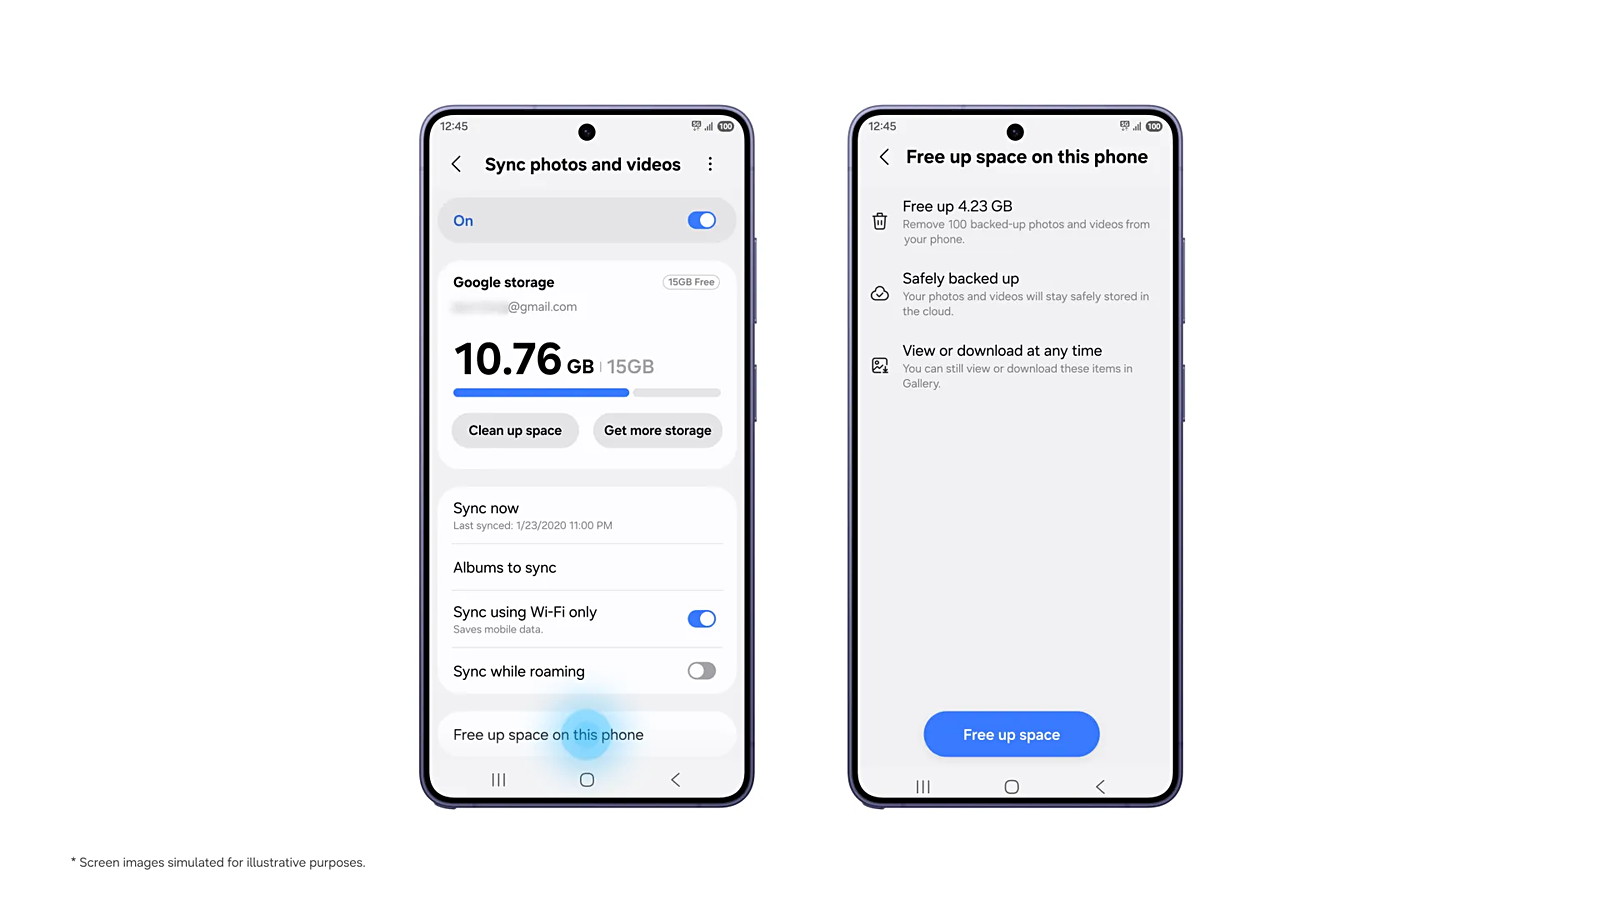 12:45
5G
100
Sync photos and videos
On
Google storage
15GB Free
@gmail.com
10.76 GB | 15GB
Clean up space
Get more storage
Sync now
Last synced: 1/23/2020 11:00 PM
Albums to sync
Sync using Wi-Fi only
Saves mobile data.
Sync while roaming
Free up space on this phone
12:45
5G
100
Free up space on this phone
Free up 4.23 GB
Remove 100 backed-up photos and videos from
your phone.
Safely backed up
Your photos and videos will stay safely stored in
the cloud.
View or download at any time
You can still view or download these items in
Gallery.
Free up space
* Screen images simulated for illustrative purposes.